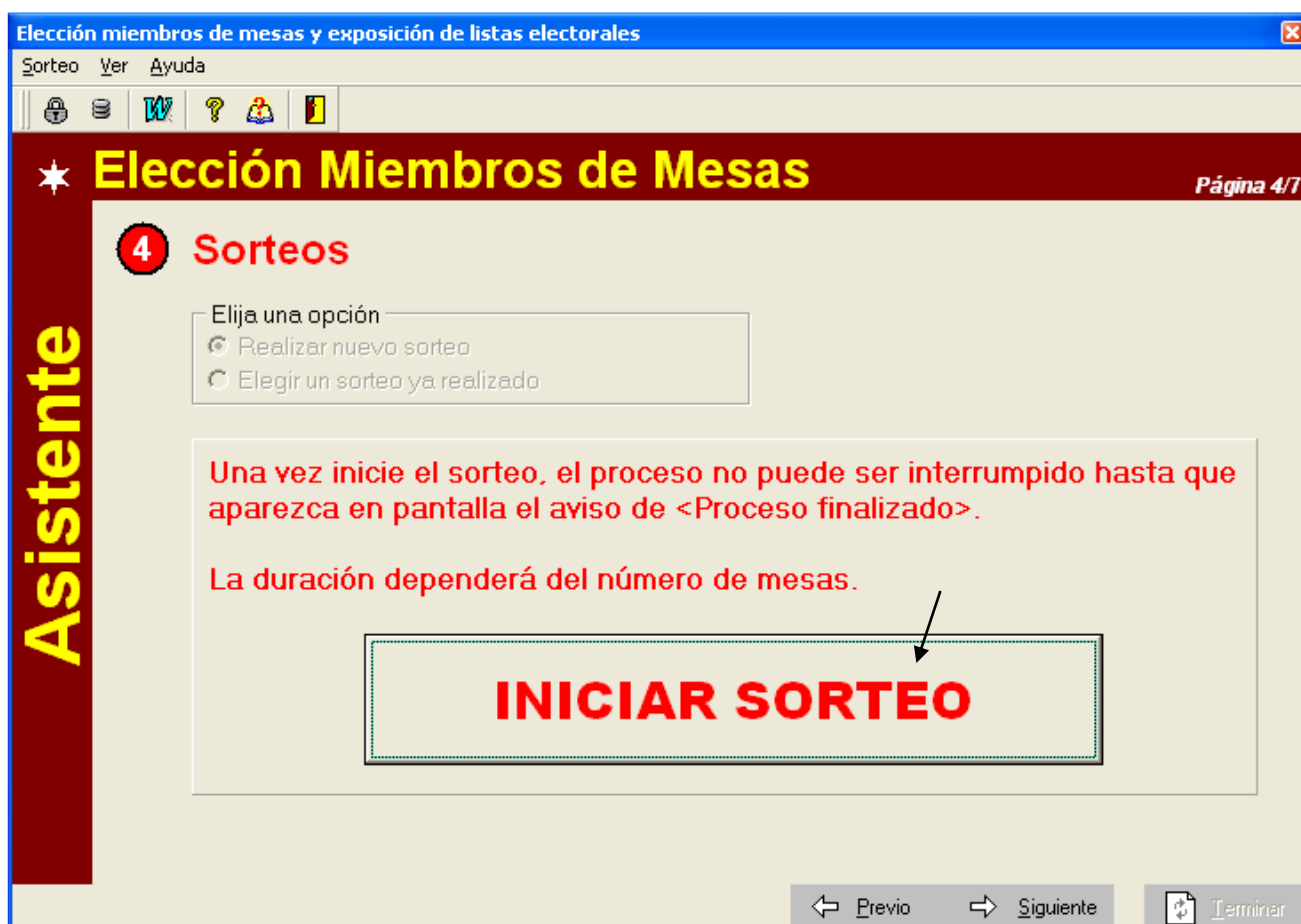 Elección miembros de mesas y exposición de listas electorales
Sorteo Ver Ayuda
Elección Miembros de Mesas
Página 4/7
Asistente
4 Sorteos
Elija una opción
Realizar nuevo sorteo
Elegir un sorteo ya realizado
Una vez inicie el sorteo, el proceso no puede ser interrumpido hasta que
aparezca en pantalla el aviso de <Proceso finalizado>.
La duración dependerá del número de mesas.
INICIAR SORTEO
Previo Siguiente Terminar